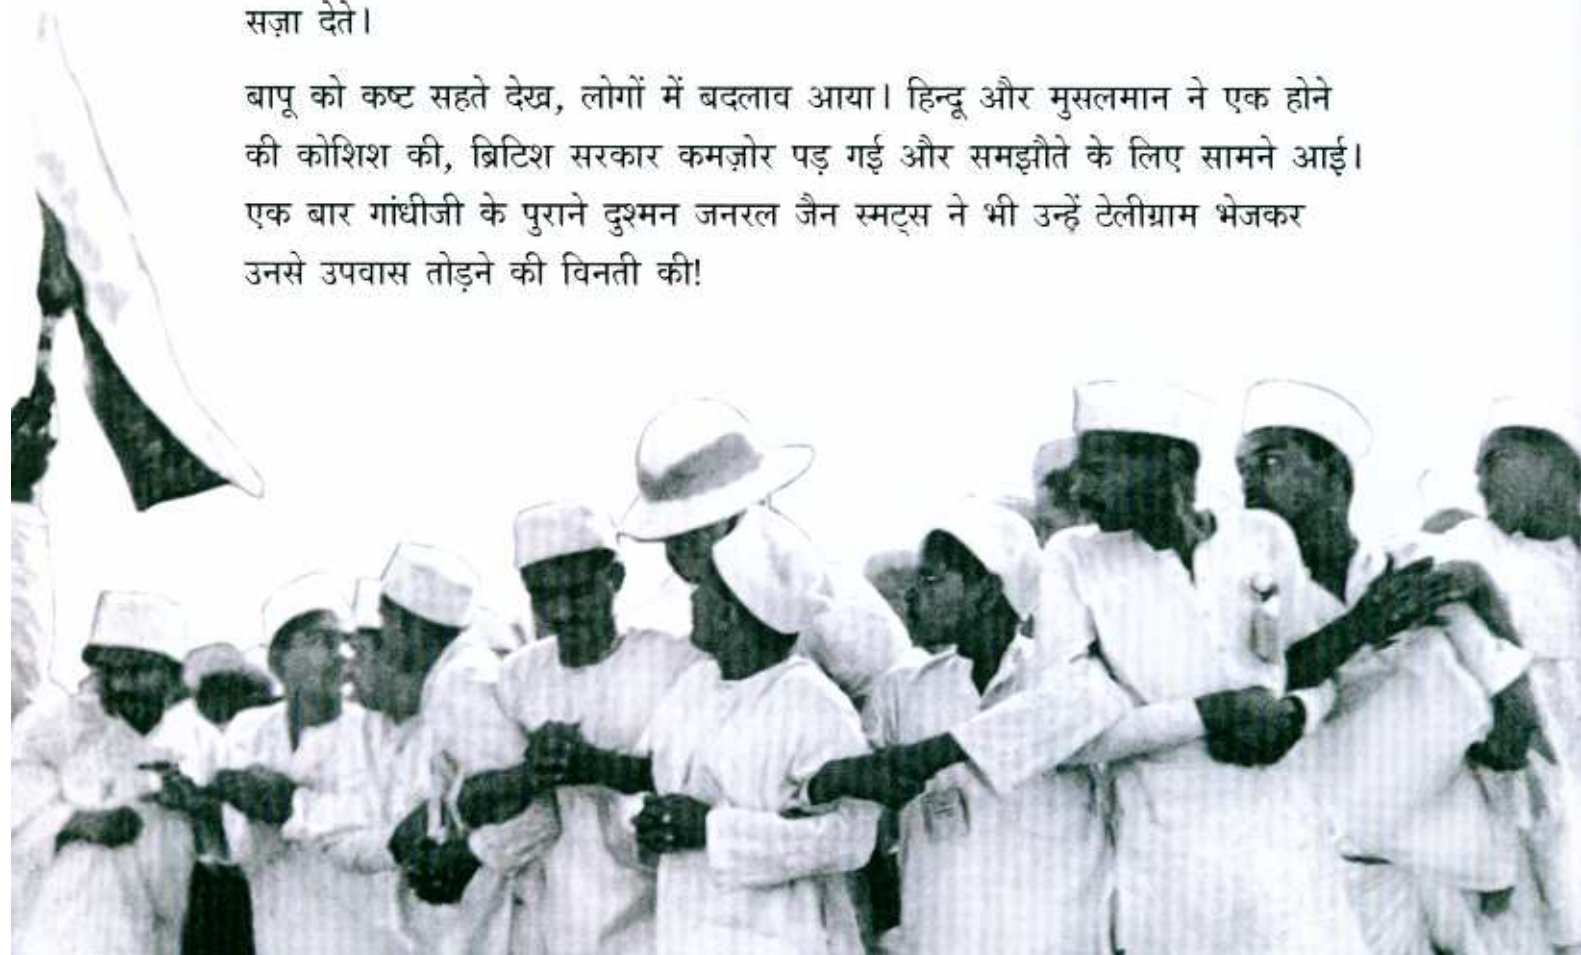 सज़ा देते।
बापू को कष्ट सहते देख, लोगों में बदलाव आया। हिन्दू और मुसलमान ने एक होने
की कोशिश की, ब्रिटिश सरकार कमज़ोर पड़ गई और समझौते के लिए सामने आई।
एक बार गांधीजी के पुराने दुश्मन जनरल जैन स्मट्स ने भी उन्हें टेलीग्राम भेजकर
उनसे उपवास तोड़ने की विनती की!